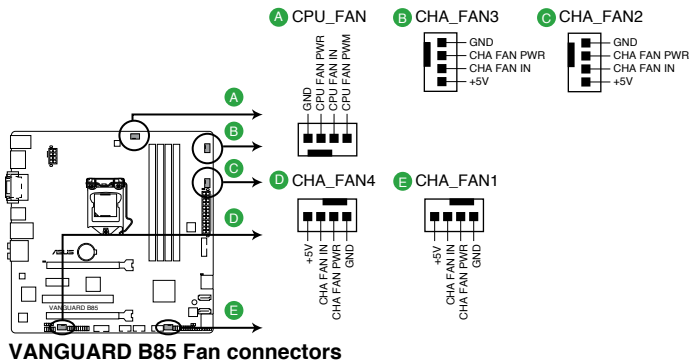 A CPU_FAN
GND
CPU FAN PWR
CPU FAN IN
CPU FAN PWM
B CHA_FAN3
GND
CHA FAN PWR
CHA FAN IN
+5V
C CHA_FAN2
GND
CHA FAN PWR
CHA FAN IN
+5V
A
B
C
D
E
D CHA_FAN4
+5V
CHA FAN IN
CHA FAN PWR
GND
E CHA_FAN1
+5V
CHA FAN IN
CHA FAN PWR
GND
ASUS
VANGUARD B85
VANGUARD B85 Fan connectors